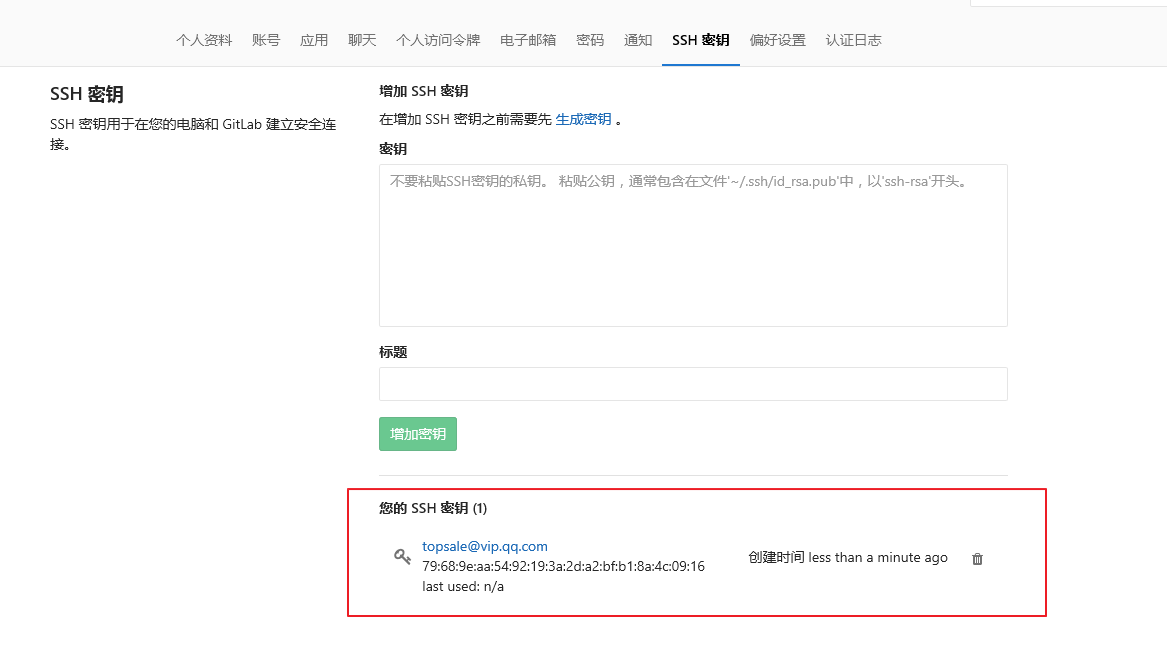 个人资料 账号 应用 聊天 个人访问令牌 电子邮箱 密码 通知 SSH 密钥 偏好设置 认证日志
SSH 密钥
SSH 密钥用于在您的电脑和 GitLab 建立安全连
接。
增加 SSH 密钥
在增加 SSH 密钥之前需要先 生成密钥 。
密钥
不要粘贴SSH密钥的私钥。 粘贴公钥，通常包含在文件'~/.ssh/id_rsa.pub'中，以'ssh-rsa'开头。
标题
增加密钥
您的 SSH 密钥 (1)
topsale@vip.qq.com
79:68:9e:aa:54:92:19:3a:2d:a2:bf:b1:8a:4c:09:16
last used: n/a
创建时间 less than a minute ago